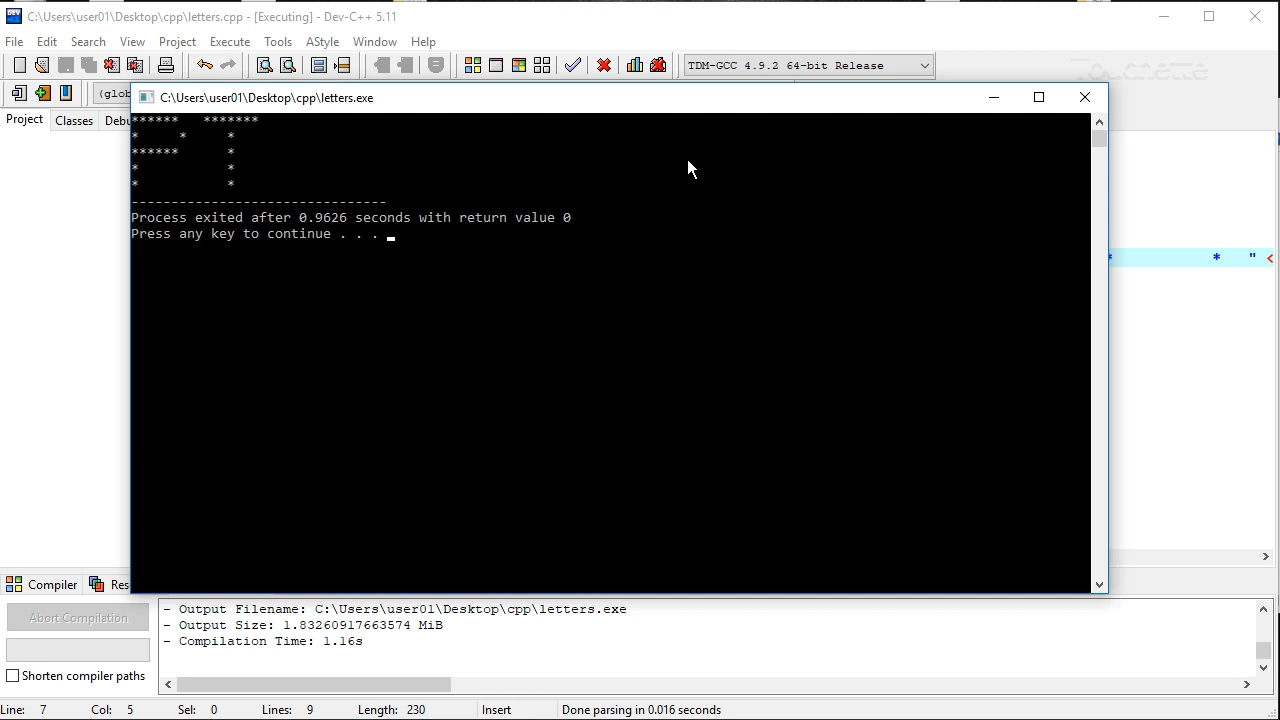 C:\Users\user01\Desktop\cpp\letters.cpp - [Executing] - Dev-C++ 5.11
File Edit Search View Project Execute Tools AStyle Window Help
TDM-GCC 4.9.2 64-bit Release
(glob
Project Classes Debu
C:\Users\user01\Desktop\cpp\letters.exe
******   *******
*     *     *
******      *
*           *
*           *
--------------------------------
Process exited after 0.9626 seconds with return value 0
Press any key to continue . . .
* * " <
Compiler Res
Abort Compilation
Shorten compiler paths
- Output Filename: C:\Users\user01\Desktop\cpp\letters.exe
- Output Size: 1.83260917663574 MiB
- Compilation Time: 1.16s
Line: 7 Col: 5 Sel: 0 Lines: 9 Length: 230 Insert Done parsing in 0.016 seconds